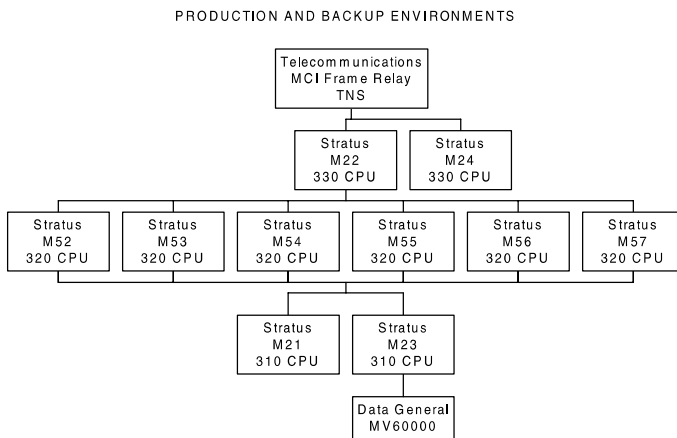 PRODUCTION AND BACKUP ENVIRONMENTS
Telecommunications
MCI Frame Relay
TNS
Stratus
M22
330 CPU
Stratus
M24
330 CPU
Stratus
M52
320 CPU
Stratus
M53
320 CPU
Stratus
M54
320 CPU
Stratus
M55
320 CPU
Stratus
M56
320 CPU
Stratus
M57
320 CPU
Stratus
M21
310 CPU
Stratus
M23
310 CPU
Data General
MV60000